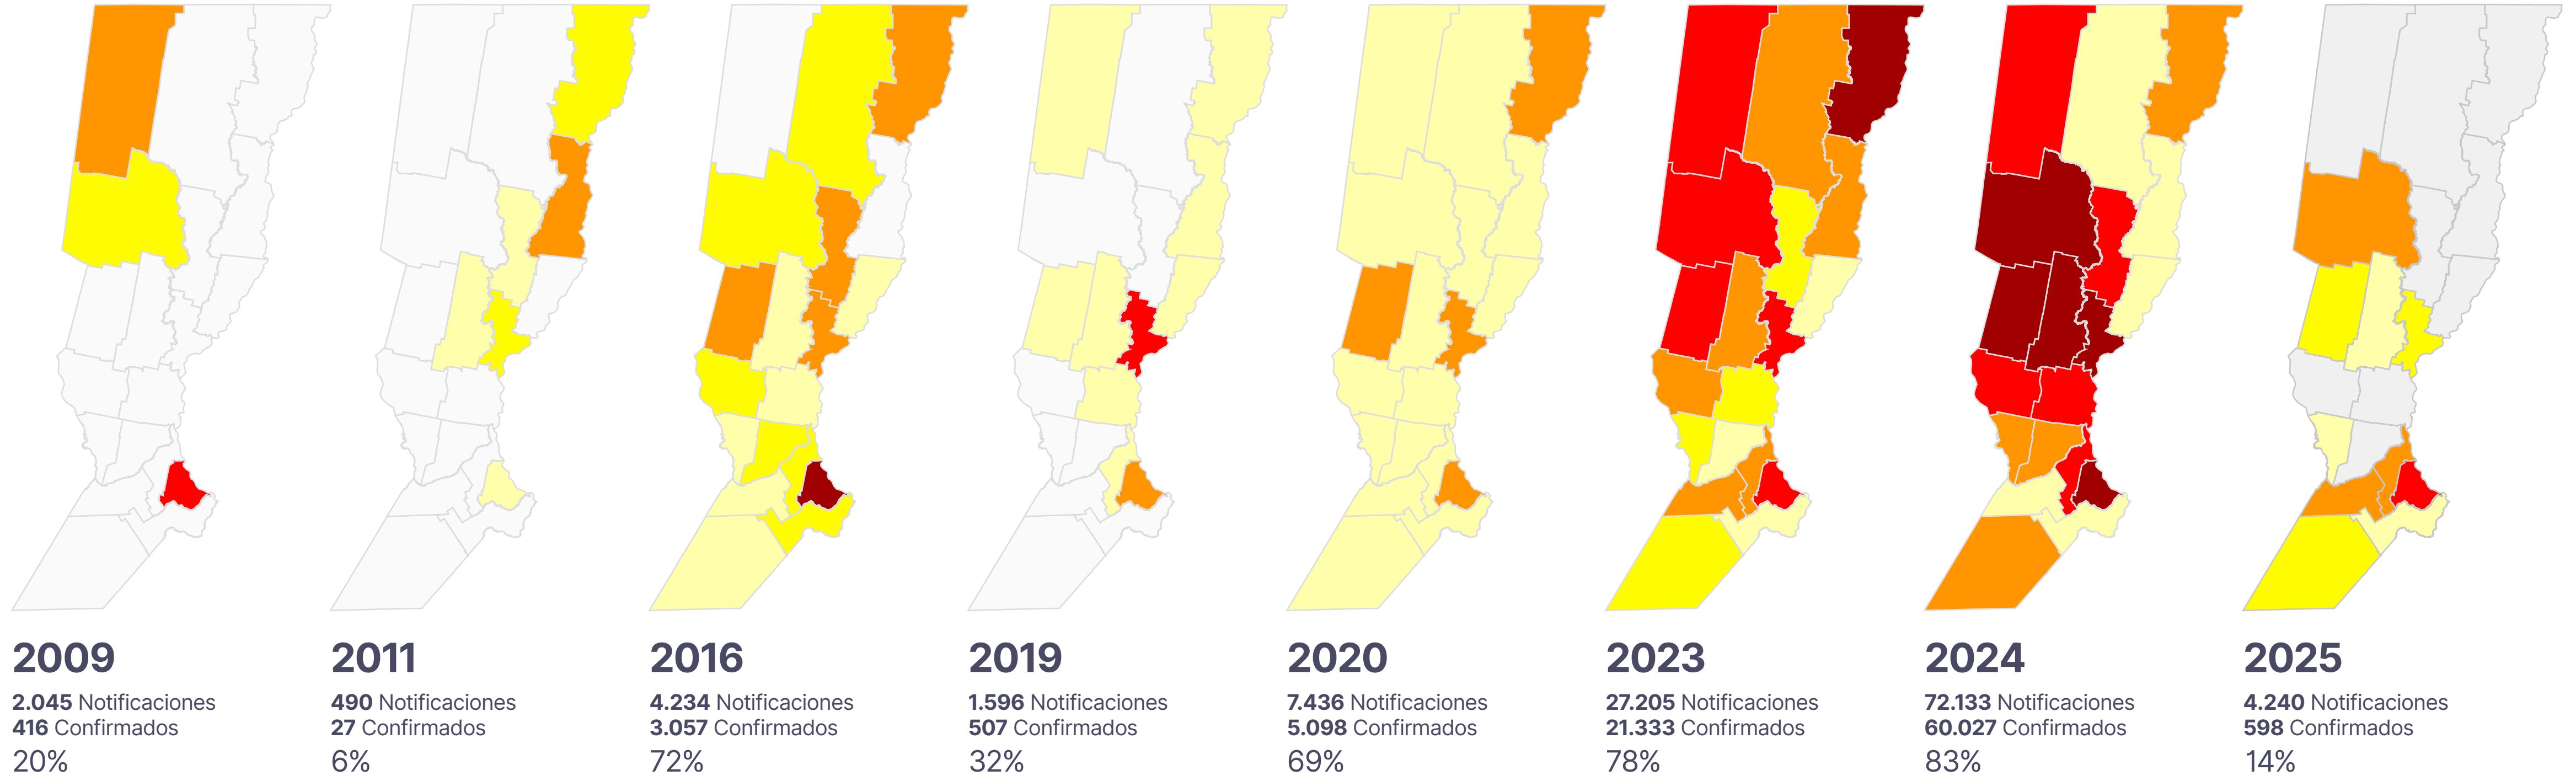 2009
2.045 Notificaciones
416 Confirmados
20%
2011
490 Notificaciones
27 Confirmados
6%
2016
4.234 Notificaciones
3.057 Confirmados
72%
2019
1.596 Notificaciones
507 Confirmados
32%
2020
7.436 Notificaciones
5.098 Confirmados
69%
2023
27.205 Notificaciones
21.333 Confirmados
78%
2024
72.133 Notificaciones
60.027 Confirmados
83%
2025
4.240 Notificaciones
598 Confirmados
14%